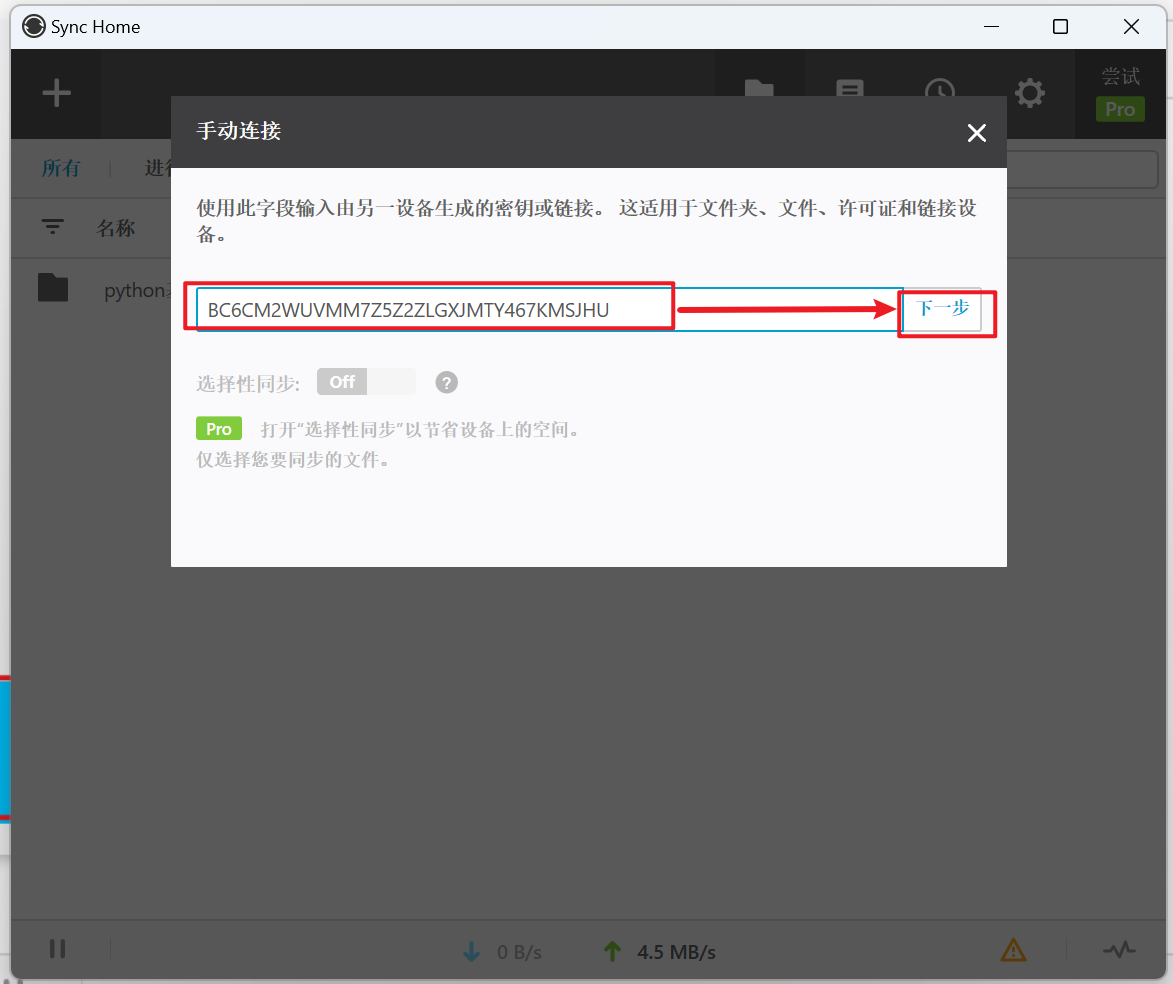 Sync Home
尝试
Pro
手动连接
所有
名称
python
使用此字段输入由另一设备生成的密钥或链接。 这适用于文件夹、文件、许可证和链接设
备。
BC6CM2WUVMM7Z5Z2ZLGXJMTY467KMSJHU
下一步
选择性同步: Off ?
Pro 打开“选择性同步”以节省设备上的空间。
仅选择您要同步的文件。
0 B/s 4.5 MB/s